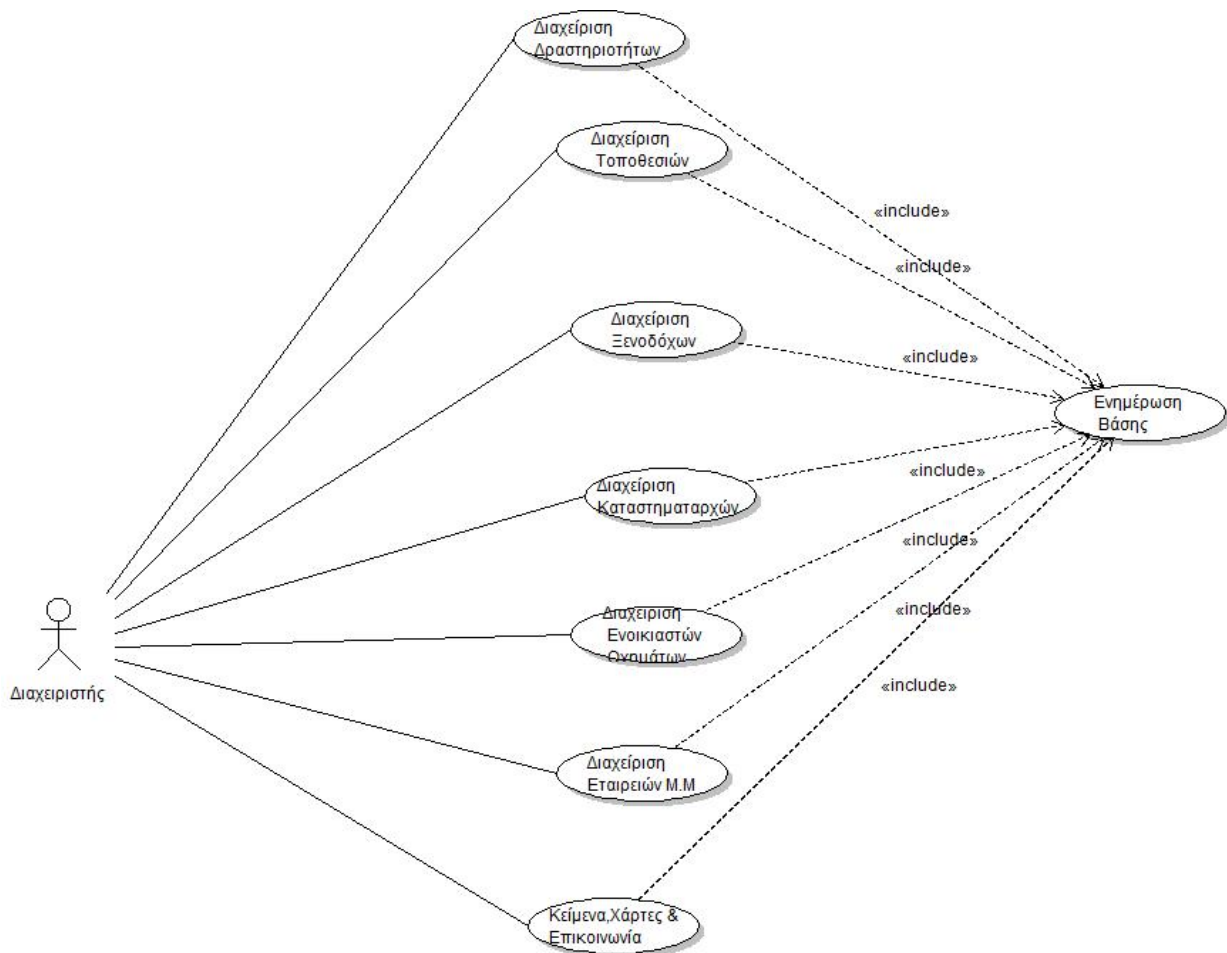 Διαχείριση
Δραστηριοτήτων
Διαχείριση
Τοποθεσιών
«include»
«include»
Διαχείριση
Ξενοδόχων
«include»
Ενημέρωση
Βάσης
Διαχείριση
Καταστηματαρχών
«include»
«include»
Διαχείριση
Ενοικιαστών
Οχημάτων
«include»
Διαχειριστής
«include»
Διαχείριση
Εταιρειών Μ.Μ
Κείμενα,Χάρτες &
Επικοινωνία